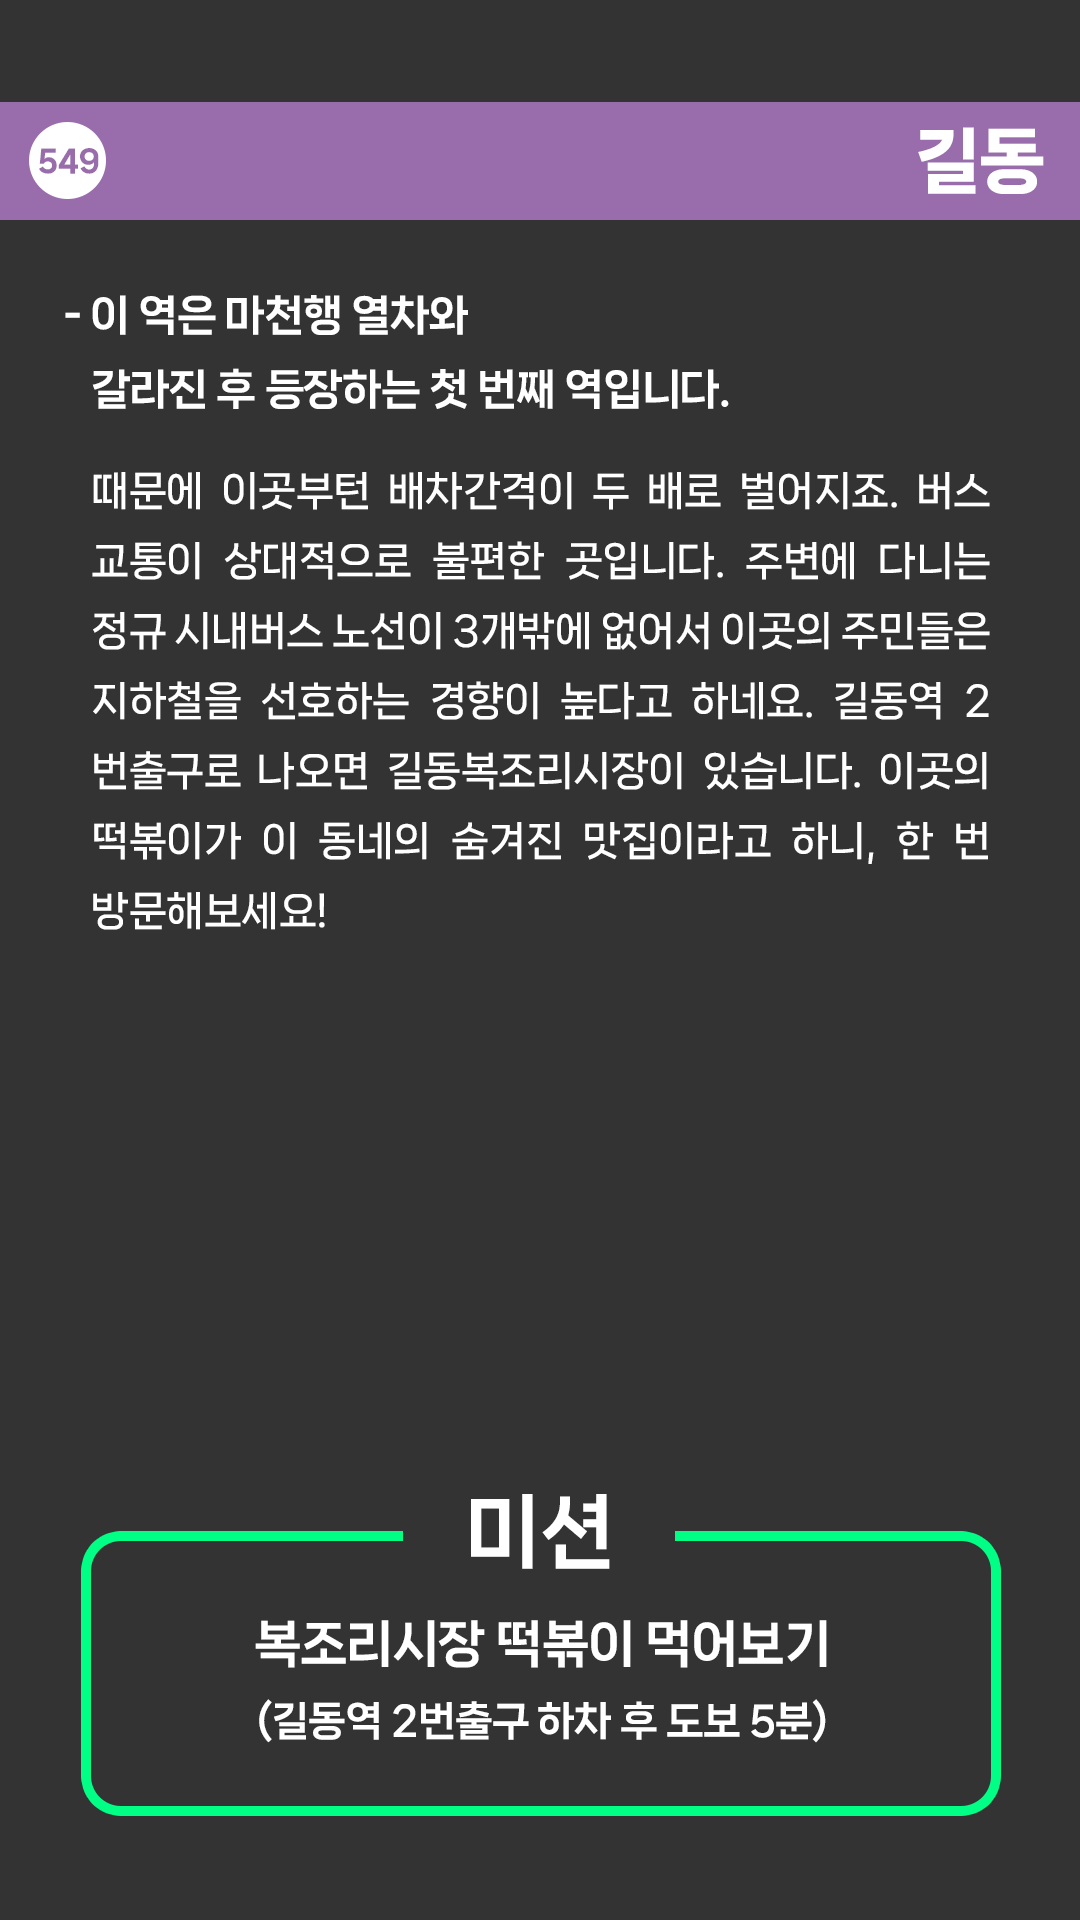 549
길동
- 이 역은 마천행 열차와
갈라진 후 등장하는 첫 번째 역입니다.
때문에 이곳부턴 배차간격이 두 배로 벌어지죠. 버스
교통이 상대적으로 불편한 곳입니다. 주변에 다니는
정규 시내버스 노선이 3개밖에 없어서 이곳의 주민들은
지하철을 선호하는 경향이 높다고 하네요. 길동역 2
번출구로 나오면 길동복조리시장이 있습니다. 이곳의
떡볶이가 이 동네의 숨겨진 맛집이라고 하니, 한 번
방문해보세요!
미션
복조리시장 떡볶이 먹어보기
(길동역 2번출구 하차 후 도보 5분)